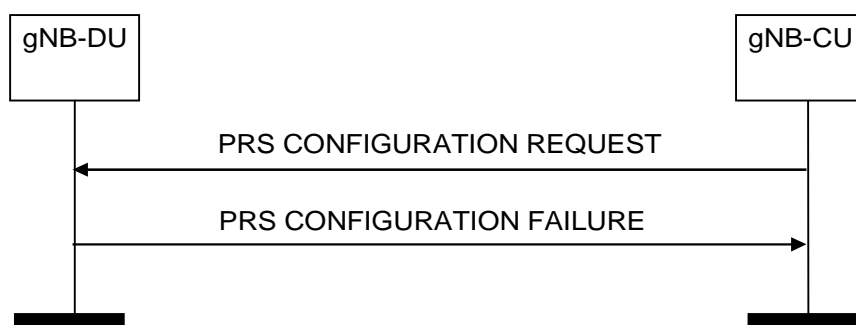 gNB-DU
gNB-CU
PRS CONFIGURATION REQUEST
PRS CONFIGURATION FAILURE